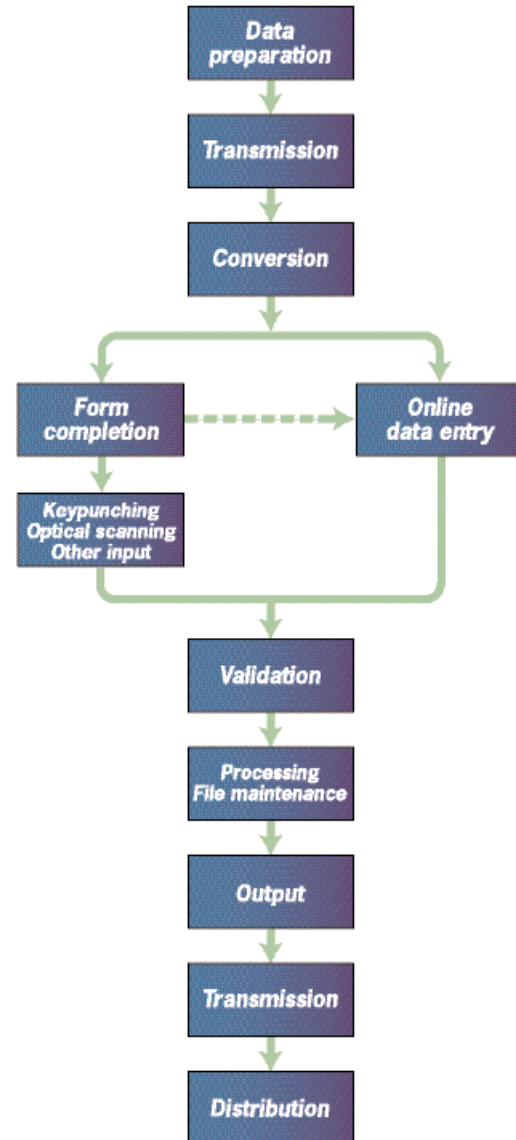 Data
preparation
Transmission
Conversion
Form
completion
Online
data entry
Keypunching
Optical scanning
Other input
Validation
Processing
File maintenance
Output
Transmission
Distribution